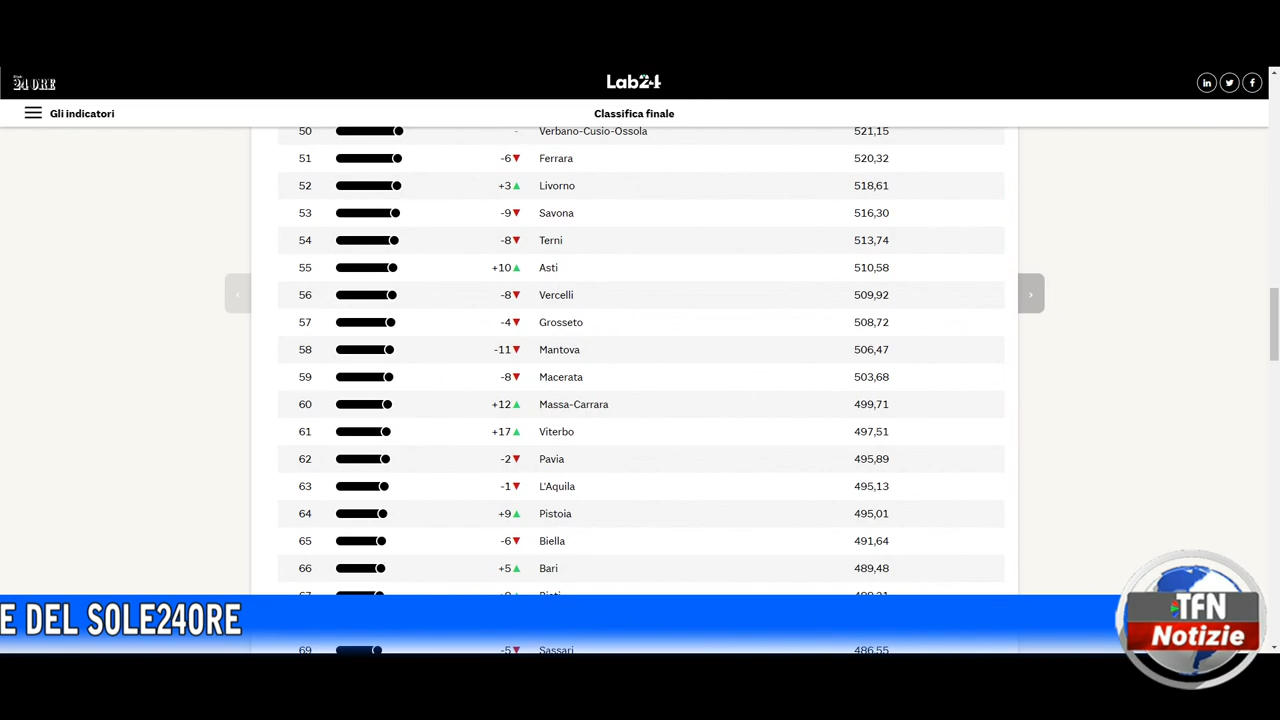 24 ORE
Lab24
Gli indicatori
Classifica finale
50 - Verbano-Cusio-Ossola 521,15
51 -6 Ferrara 520,32
52 +3 Livorno 518,61
53 -9 Savona 516,30
54 -8 Terni 513,74
55 +10 Asti 510,58
56 -8 Vercelli 509,92
57 -4 Grosseto 508,72
58 -11 Mantova 506,47
59 -8 Macerata 503,68
60 +12 Massa-Carrara 499,71
61 +17 Viterbo 497,51
62 -2 Pavia 495,89
63 -1 L'Aquila 495,13
64 +9 Pistoia 495,01
65 -6 Biella 491,64
66 +5 Bari 489,48
E DEL SOLE24ORE
TFN
Notizie
69 -5 Sassari 486,55